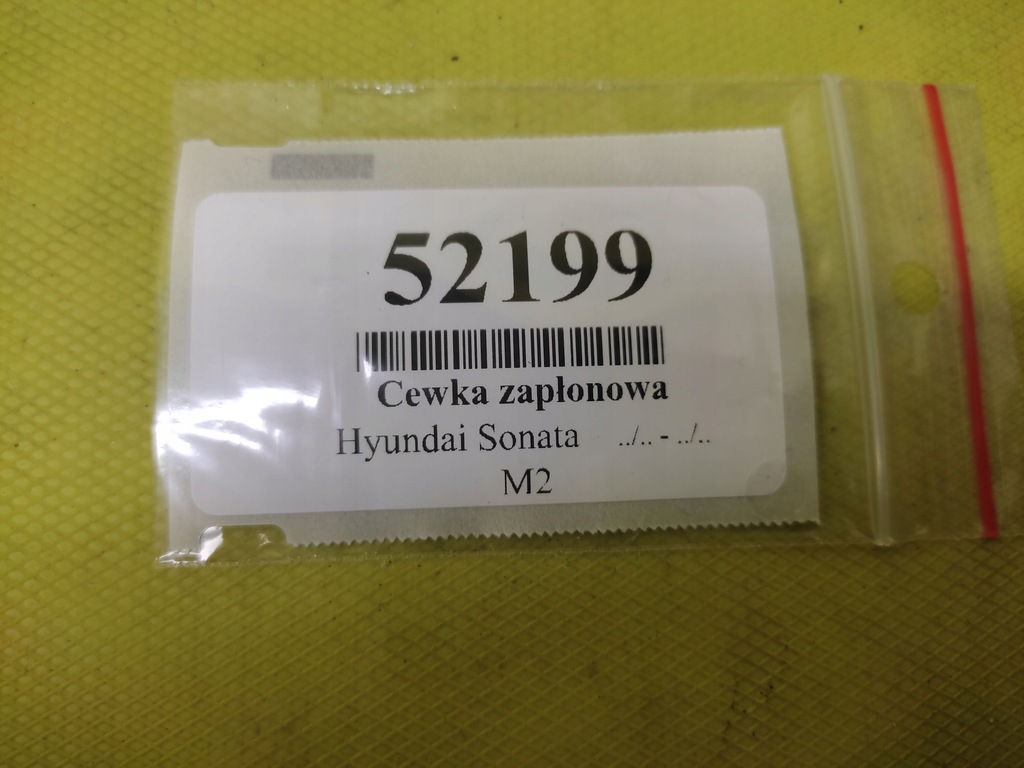 52199
Cewka zapłonowa
Hyundai Sonata ../.. - ../..
M2